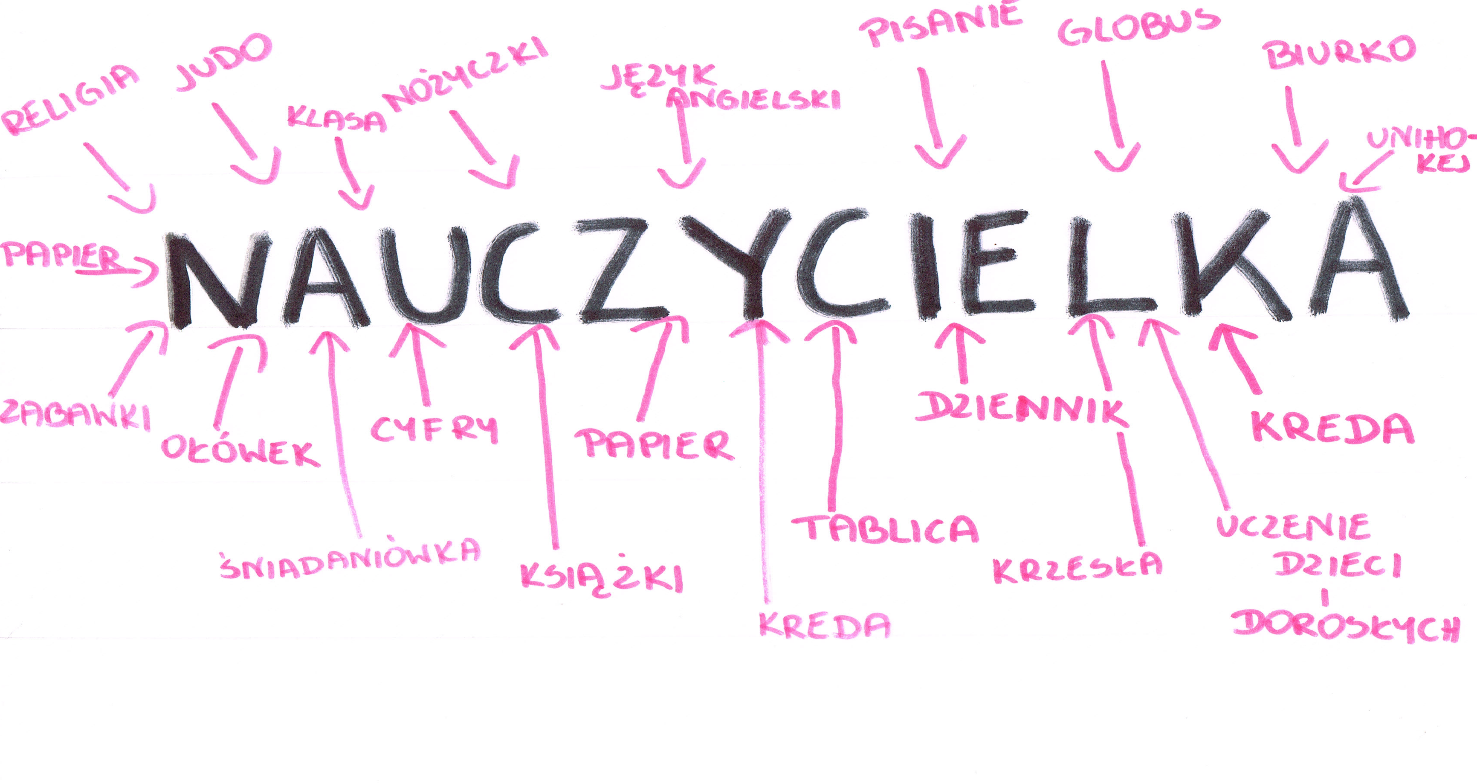 PISANIE
GLOBUS
JUDO
BIURKO
RELIGIA
NOŻYCZKI
JĘZYK
ANGIELSKI
KLASA
UNIHO-
KEJ
PAPIER
NAUCZYCIELKA
ZABAWKI
OŁÓWEK
CYFRY
PAPIER
DZIENNIK
KREDA
ŚNIADANIÓWKA
KSIĄŻKI
TABLICA
KRZESŁA
UCZENIE
DZIECI
I
DOROSŁYCH
KREDA